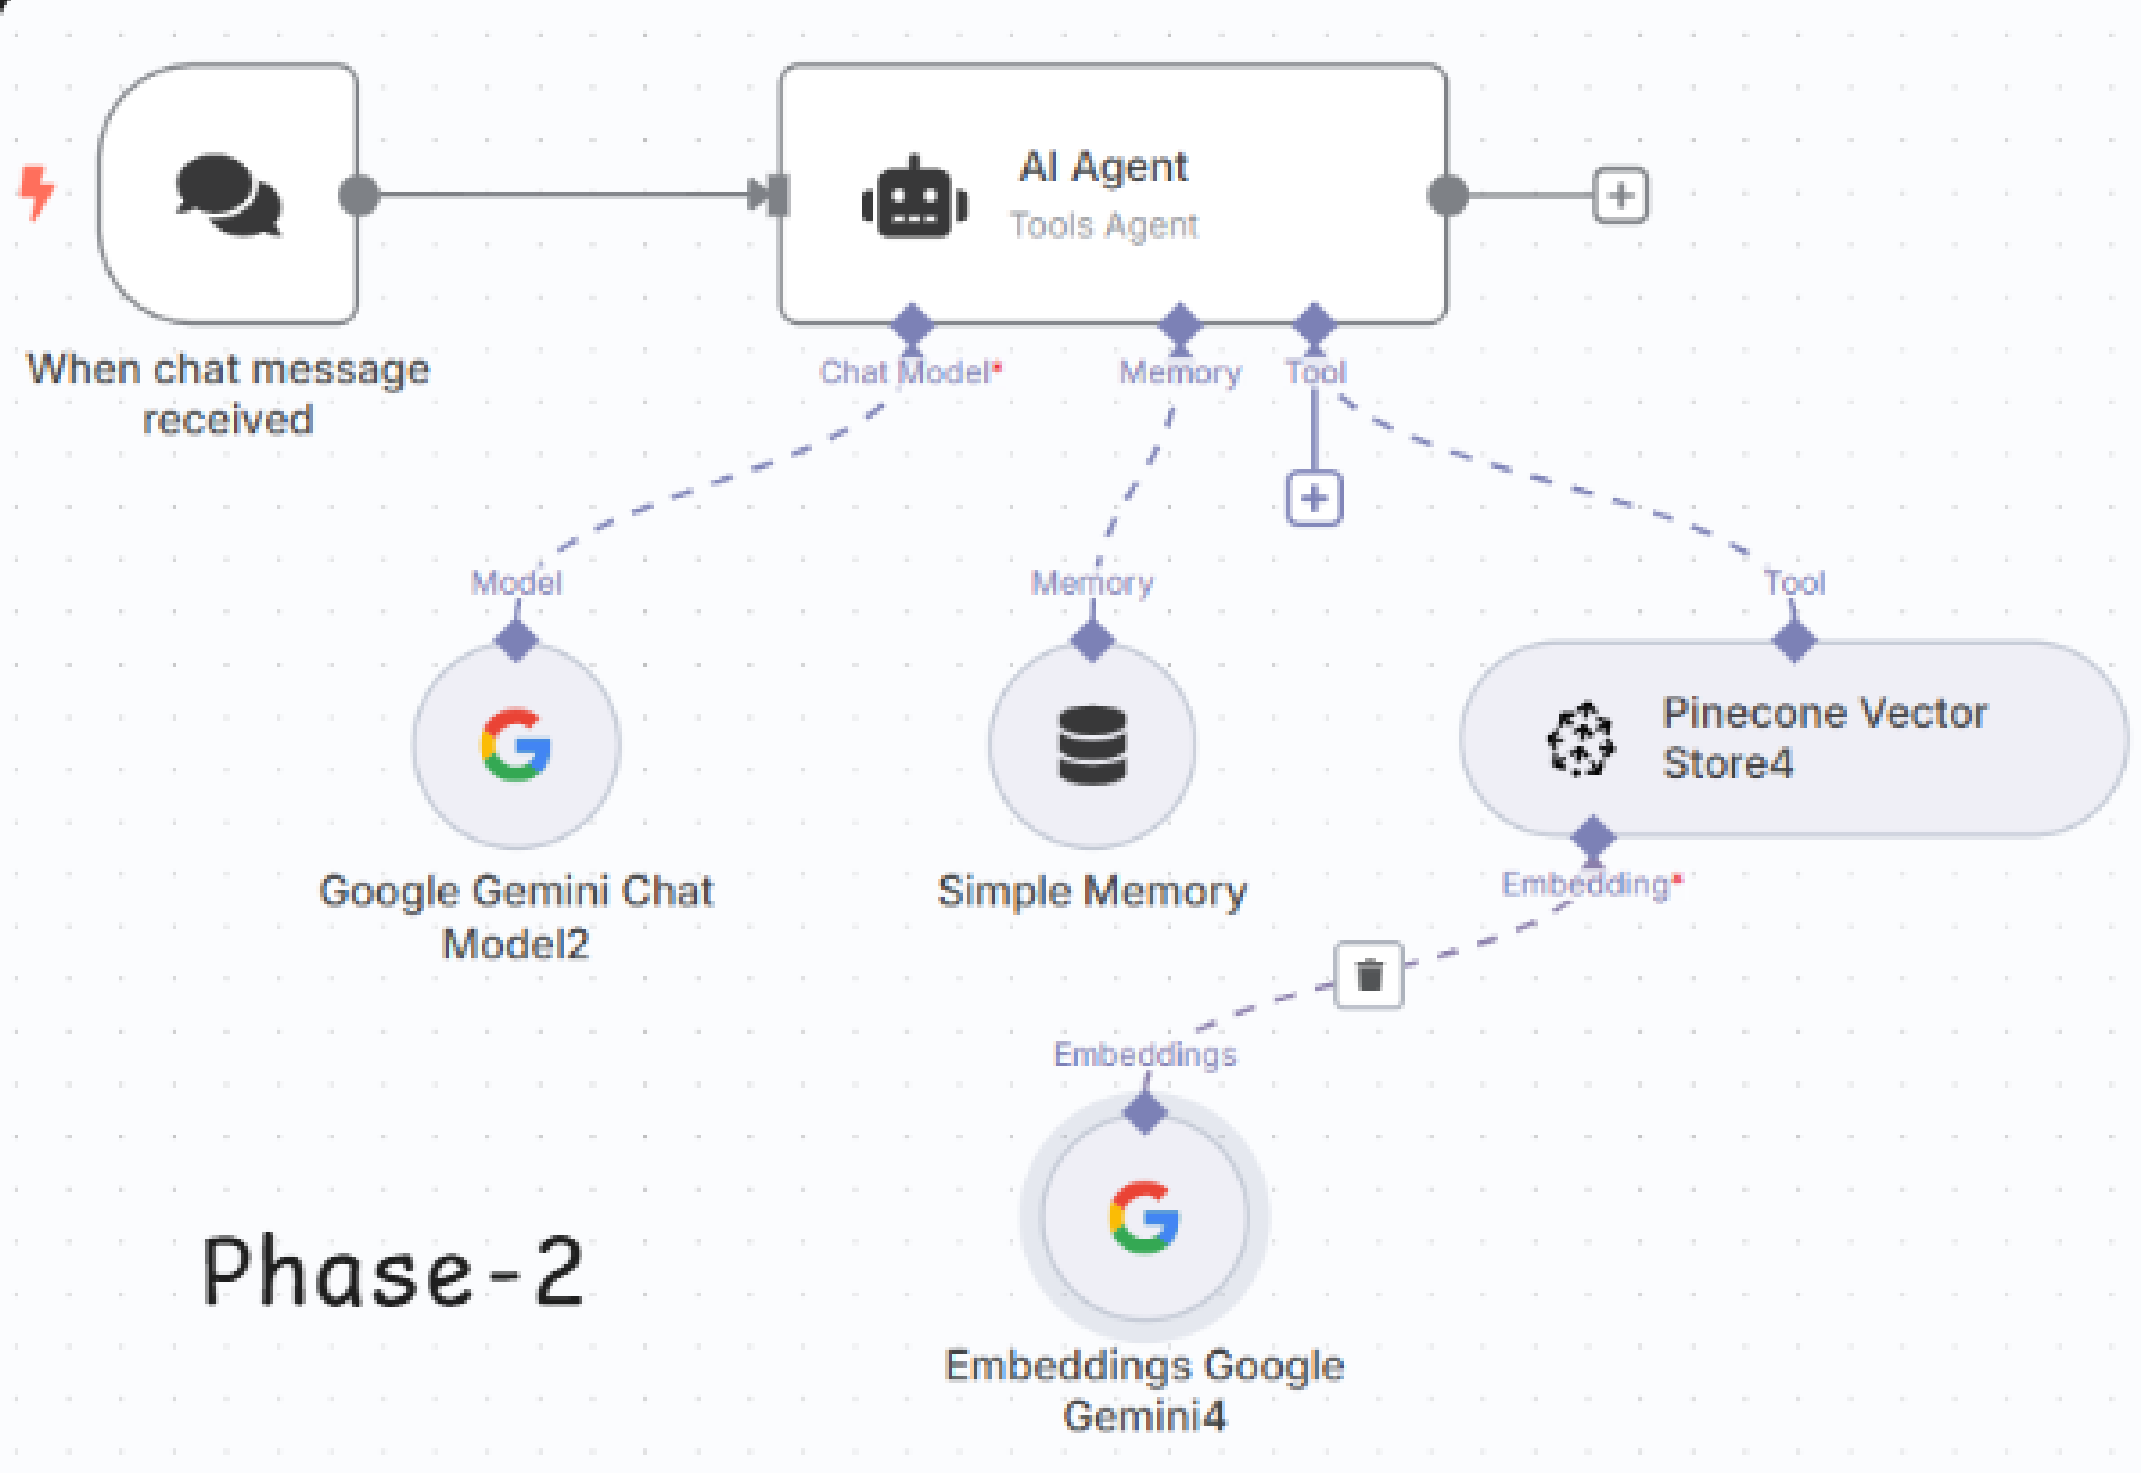 AI Agent
Tools Agent
When chat message
received
Chat Model*
Memory
Tool
Model
Memory
Tool
Pinecone Vector
Store4
Google Gemini Chat
Model2
Simple Memory
Embedding*
Embeddings
Phase-2
Embeddings Google
Gemini4